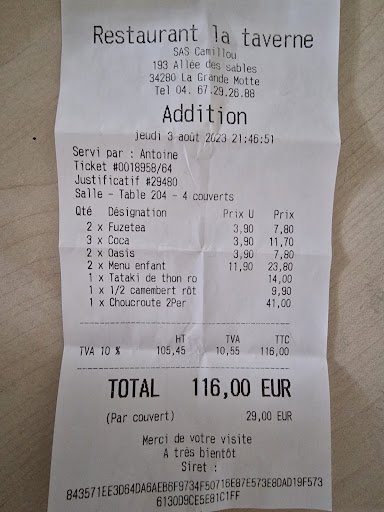 Restaurant la taverne
SAS Camillou
193 Allée des sables
34280 La Grande Motte
Tel 04. 67.29.26.88
Addition
jeudi 3 août 2023 21:46:51
Servi par : Antoine
Ticket #0018958/64
Justificatif #29480
Salle - Table 204 - 4 couverts
Qté Désignation Prix U Prix
2 x Fuzetea 3,90 7,80
3 x Coca 3,90 11,70
2 x Oasis 3,90 7,80
2 x Menu enfant 11,90 23,80
1 x Tataki de thon ro 14,00
1 x 1/2 camembert rôt 9,90
1 x Choucroute 2Per 41,00
HT TVA TTC
TVA 10 % 105,45 10,55 116,00
TOTAL 116,00 EUR
(Par couvert) 29,00 EUR
Merci de votre visite
A très bientôt
Siret :
843571EE3D64DA6AEB6F9734F50716EB7E573E8DAD19F573
6130D9CE5E81C1FF